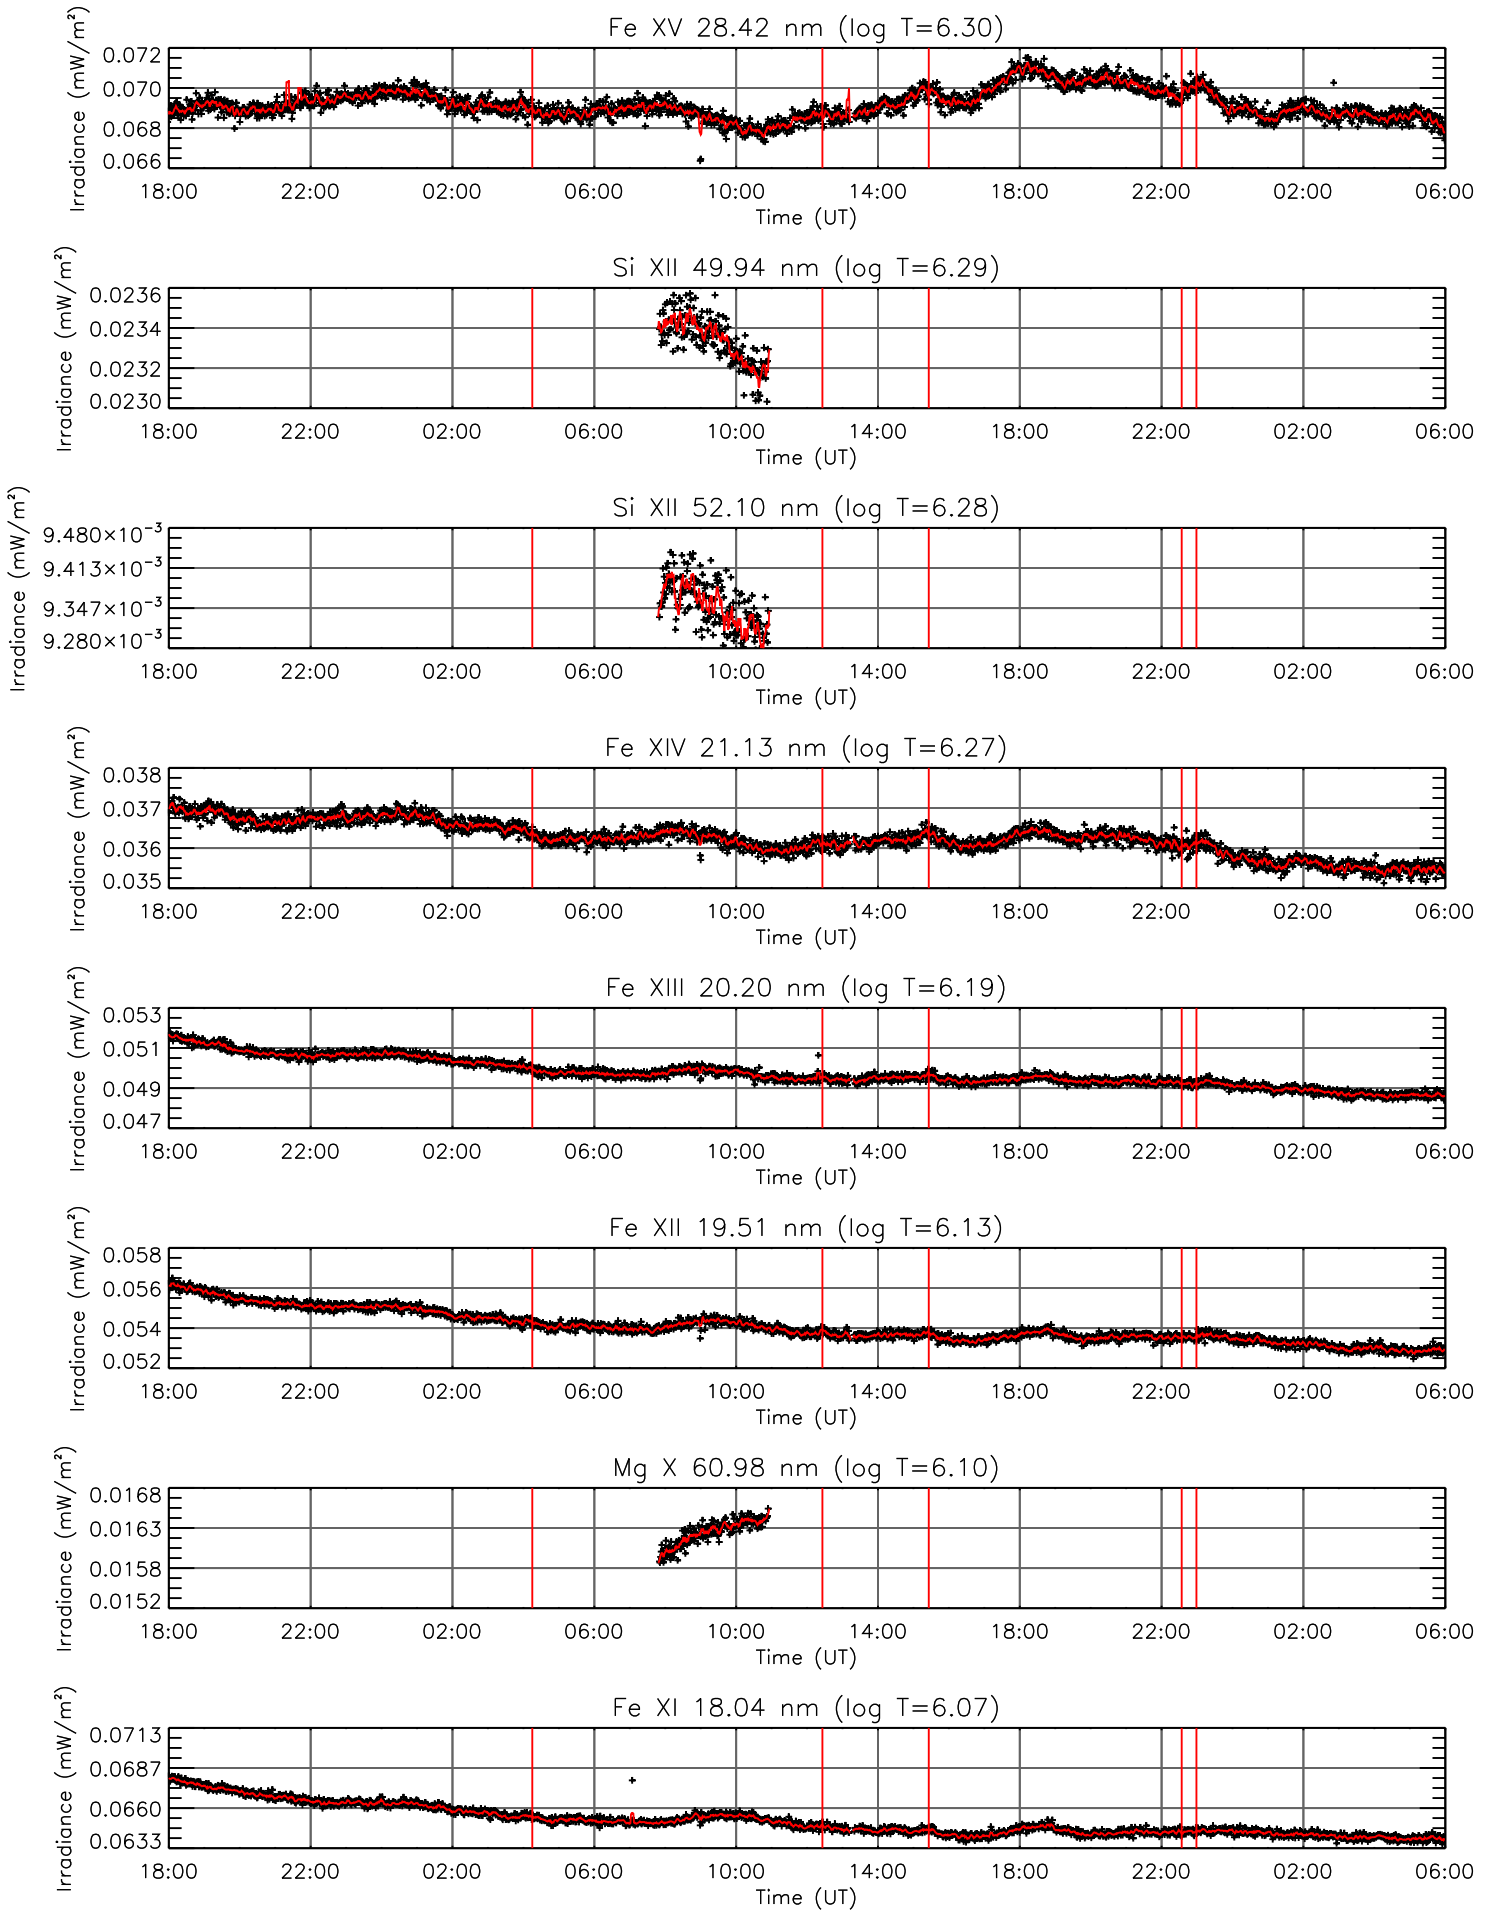 Fe XV 28.42 nm (log T=6.30)
Irradiance (mW/m²)
0.072
0.070
0.068
0.066
18:00 22:00 02:00 06:00 10:00 14:00 18:00 22:00 02:00 06:00
Time (UT)
Si XII 49.94 nm (log T=6.29)
Irradiance (mW/m²)
0.0236
0.0234
0.0232
0.0230
18:00 22:00 02:00 06:00 10:00 14:00 18:00 22:00 02:00 06:00
Time (UT)
Si XII 52.10 nm (log T=6.28)
Irradiance (mW/m²)
9.480×10⁻³
9.413×10⁻³
9.347×10⁻³
9.280×10⁻³
18:00 22:00 02:00 06:00 10:00 14:00 18:00 22:00 02:00 06:00
Time (UT)
Fe XIV 21.13 nm (log T=6.27)
Irradiance (mW/m²)
0.038
0.037
0.036
0.035
18:00 22:00 02:00 06:00 10:00 14:00 18:00 22:00 02:00 06:00
Time (UT)
Fe XIII 20.20 nm (log T=6.19)
Irradiance (mW/m²)
0.053
0.051
0.049
0.047
18:00 22:00 02:00 06:00 10:00 14:00 18:00 22:00 02:00 06:00
Time (UT)
Fe XII 19.51 nm (log T=6.13)
Irradiance (mW/m²)
0.058
0.056
0.054
0.052
18:00 22:00 02:00 06:00 10:00 14:00 18:00 22:00 02:00 06:00
Time (UT)
Mg X 60.98 nm (log T=6.10)
Irradiance (mW/m²)
0.0168
0.0163
0.0158
0.0152
18:00 22:00 02:00 06:00 10:00 14:00 18:00 22:00 02:00 06:00
Time (UT)
Fe XI 18.04 nm (log T=6.07)
Irradiance (mW/m²)
0.0713
0.0687
0.0660
0.0633
18:00 22:00 02:00 06:00 10:00 14:00 18:00 22:00 02:00 06:00
Time (UT)